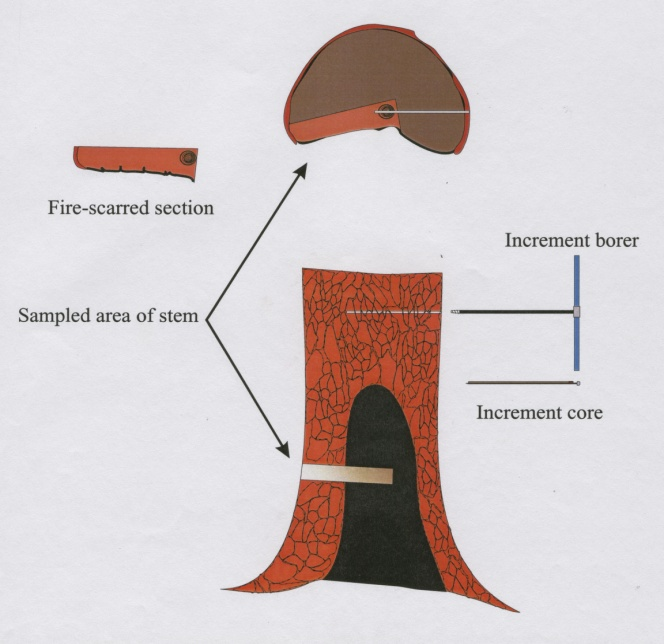 Fire-scarred section
Increment borer
Sampled area of stem
Increment core